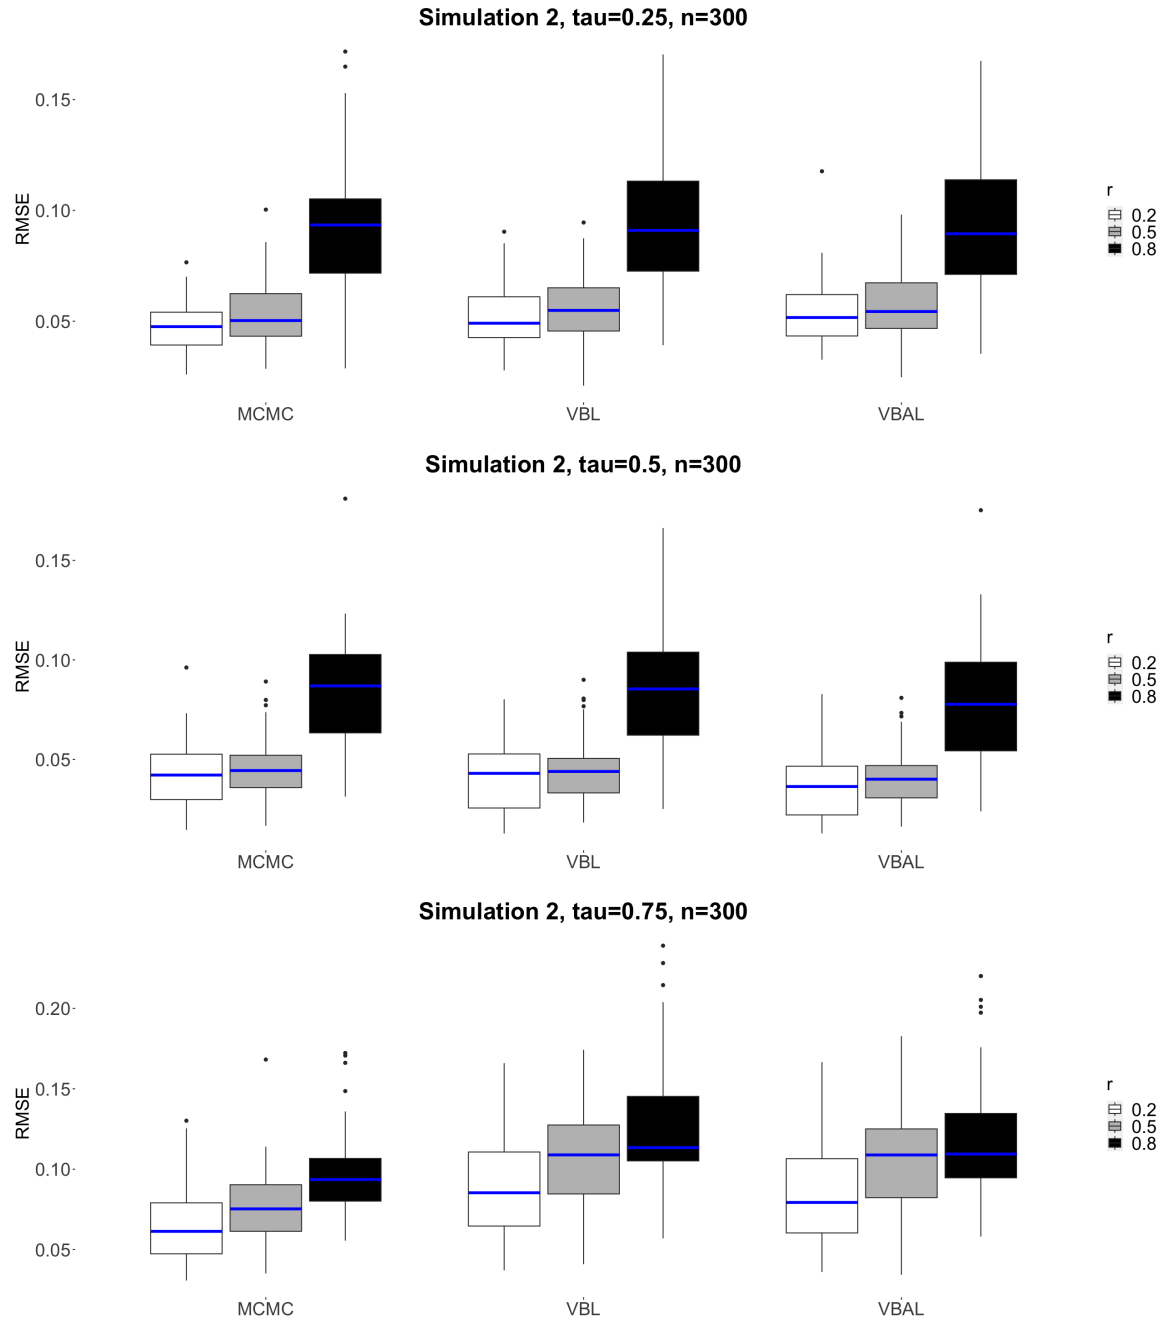 Simulation 2, tau=0.25, n=300
RMSE
0.15
0.10
0.05
MCMC
VBL
VBAL
r
0.2
0.5
0.8
Simulation 2, tau=0.5, n=300
RMSE
0.15
0.10
0.05
MCMC
VBL
VBAL
r
0.2
0.5
0.8
Simulation 2, tau=0.75, n=300
RMSE
0.20
0.15
0.10
0.05
MCMC
VBL
VBAL
r
0.2
0.5
0.8